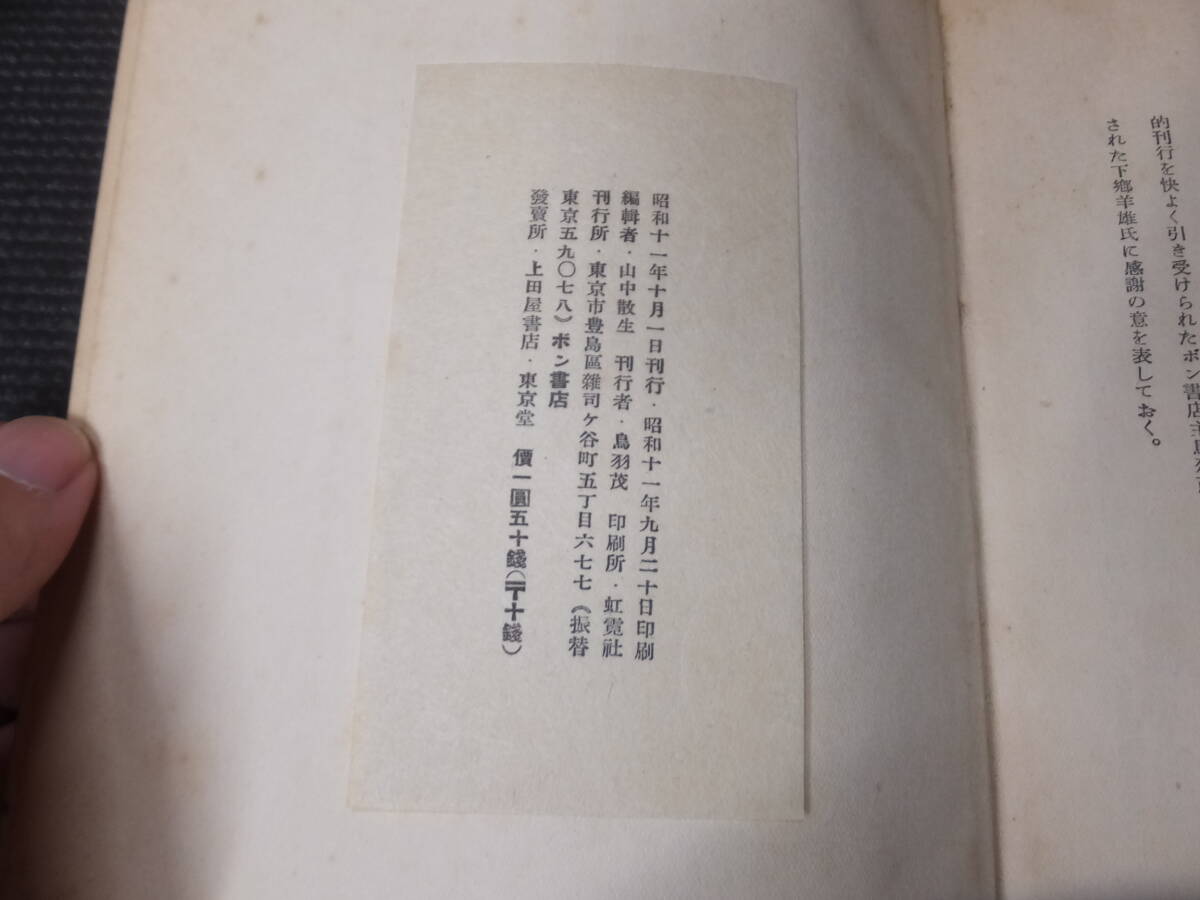 的刊行を快よく引き受けられたボン書店主鳥羽
された下郷羊雄氏に感謝の意を表しておく。
昭和十一年十月一日刊行・昭和十一年九月二十日印刷
編輯者・山中散生　刊行者・鳥羽茂　印刷所・虹霓社
刊行所・東京市豊島區雜司ケ谷町五丁目六七七《振替
東京五九〇七八》ボン書店
發賣所・上田屋書店・東京堂　價一圓五十錢(〒十錢)